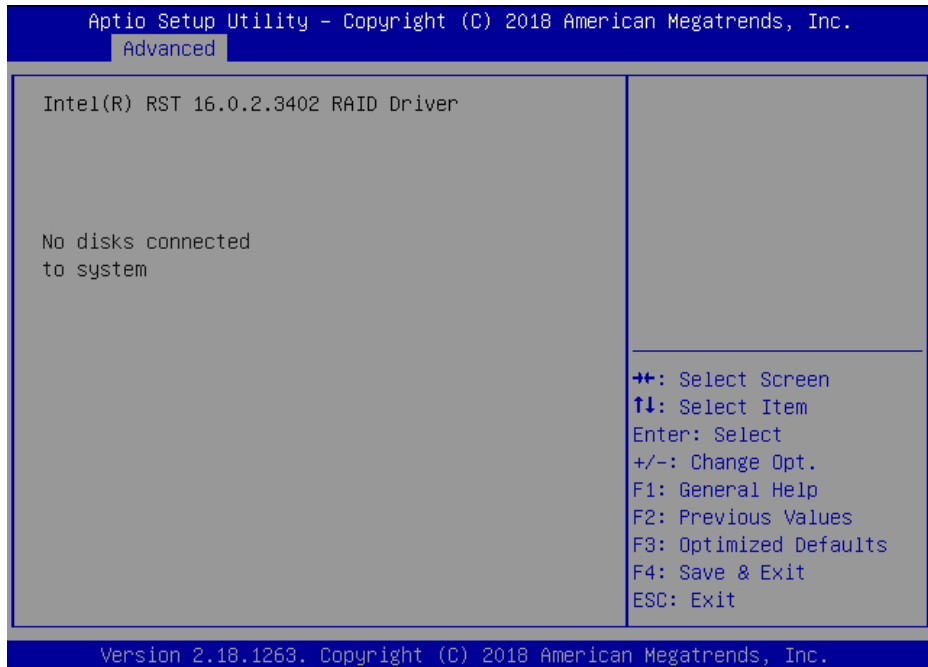 Aptio Setup Utility – Copyright (C) 2018 American Megatrends, Inc.
Advanced
Intel(R) RST 16.0.2.3402 RAID Driver
No disks connected
to system
→←: Select Screen
↑↓: Select Item
Enter: Select
+/-: Change Opt.
F1: General Help
F2: Previous Values
F3: Optimized Defaults
F4: Save & Exit
ESC: Exit
Version 2.18.1263. Copyright (C) 2018 American Megatrends, Inc.